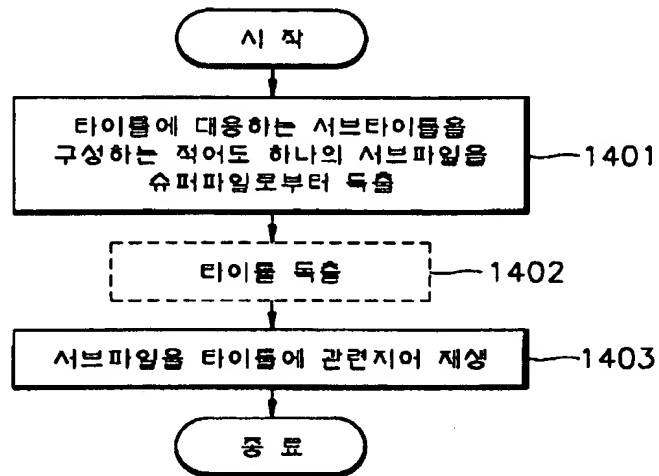 시 작
타이틀에 대응하는 서브타이틀을
구성하는 적어도 하나의 서브파일을
슈퍼파일로부터 독출
1401
타이틀 독출
1402
서브파일을 타이틀에 관련지어 재생
1403
종 료